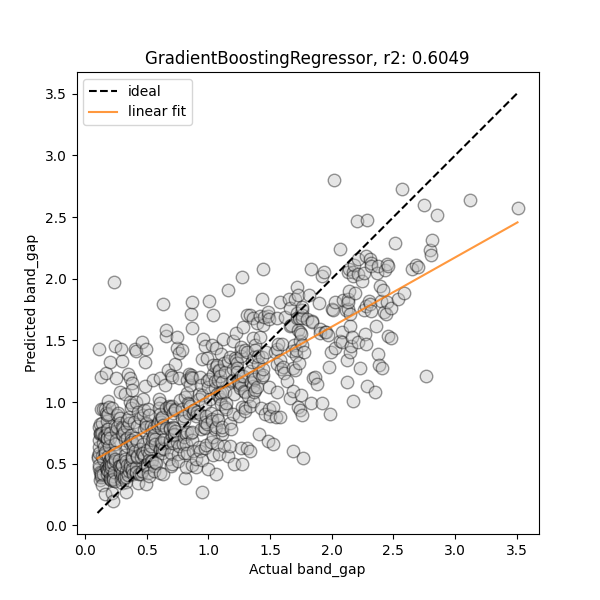 GradientBoostingRegressor, r2: 0.6049
ideal
linear fit
3.5
3.0
2.5
2.0
1.5
1.0
0.5
0.0
Predicted band_gap
0.0 0.5 1.0 1.5 2.0 2.5 3.0 3.5
Actual band_gap